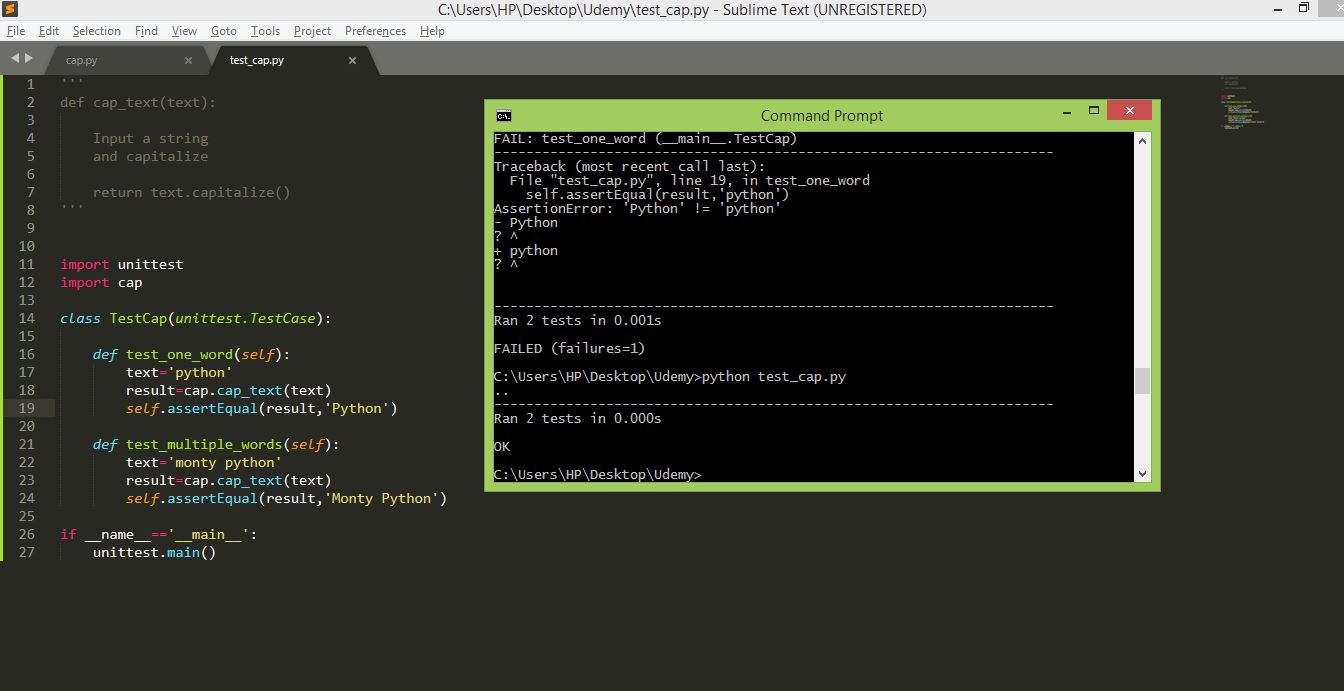 C:\Users\HP\Desktop\Udemy\test_cap.py - Sublime Text (UNREGISTERED)
File Edit Selection Find View Goto Tools Project Preferences Help
cap.py test_cap.py
1 '''
2 def cap_text(text):
3
4 Input a string
5 and capitalize
6
7 return text.capitalize()
8 '''
9
10
11 import unittest
12 import cap
13
14 class TestCap(unittest.TestCase):
15
16 def test_one_word(self):
17 text='python'
18 result=cap.cap_text(text)
19 self.assertEqual(result,'Python')
20
21 def test_multiple_words(self):
22 text='monty python'
23 result=cap.cap_text(text)
24 self.assertEqual(result,'Monty Python')
25
26 if __name__=='__main__':
27 unittest.main()
Command Prompt
FAIL: test_one_word (__main__.TestCap)
----------------------------------------------------------------------
Traceback (most recent call last):
File "test_cap.py", line 19, in test_one_word
self.assertEqual(result,'python')
AssertionError: 'Python' != 'python'
- Python
? ^
+ python
? ^
----------------------------------------------------------------------
Ran 2 tests in 0.001s
FAILED (failures=1)
C:\Users\HP\Desktop\Udemy>python test_cap.py
..
----------------------------------------------------------------------
Ran 2 tests in 0.000s
OK
C:\Users\HP\Desktop\Udemy>